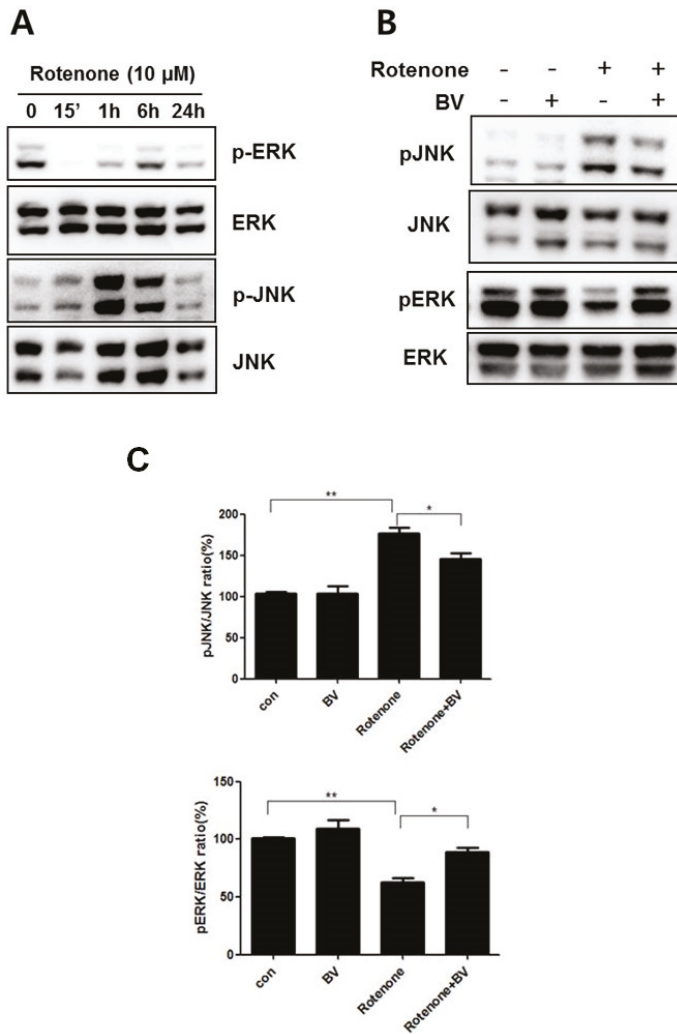 A
Rotenone (10 µM)
0 15' 1h 6h 24h
p-ERK
ERK
p-JNK
JNK
B
Rotenone - - + +
BV - + - +
pJNK
JNK
pERK
ERK
C
** *
200
150
100
50
0
pJNK/JNK ratio(%)
con BV Rotenone Rotenone+BV
** *
150
100
50
0
pERK/ERK ratio(%)
con BV Rotenone Rotenone+BV